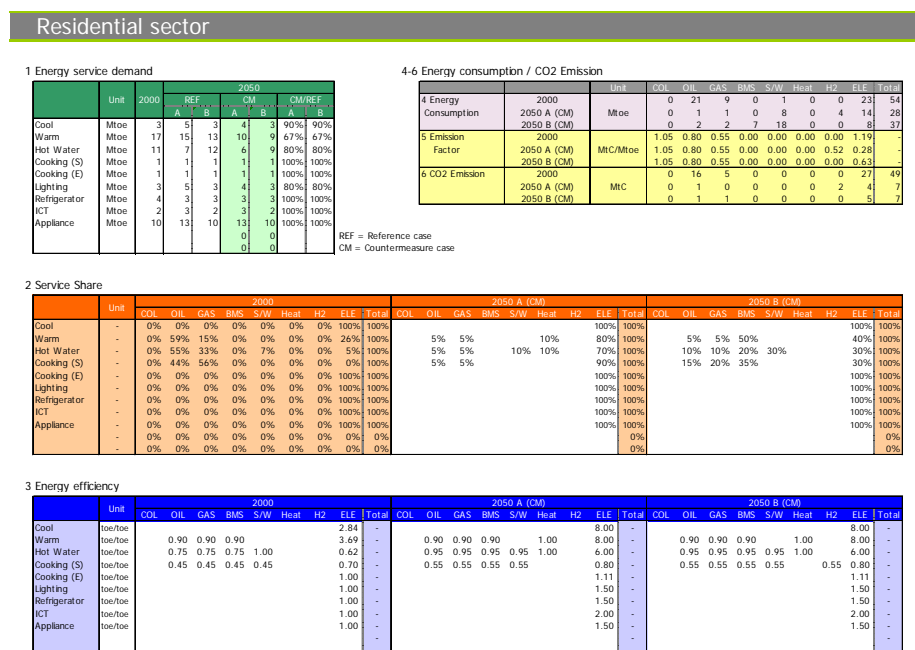 Residential sector
1 Energy service demand
Unit 2000 2050
REF CM CM/REF
A B A B A B
Cool Mtoe 3 5 3 4 3 90% 90%
Warm Mtoe 17 15 13 10 9 67% 67%
Hot Water Mtoe 11 7 12 6 9 80% 80%
Cooking (S) Mtoe 1 1 1 1 1 100% 100%
Cooking (E) Mtoe 1 1 1 1 1 100% 100%
Lighting Mtoe 3 5 3 4 3 80% 80%
Refrigerator Mtoe 4 3 3 3 3 100% 100%
ICT Mtoe 2 3 2 3 2 100% 100%
Appliance Mtoe 10 13 10 13 10 100% 100%
0 0
0 0
REF = Reference case
CM = Countermeasure case
4-6 Energy consumption / CO2 Emission
Unit COL OIL GAS BMS S/W Heat H2 ELE Total
4 Energy 2000 0 21 9 0 1 0 0 23 54
Consumption 2050 A (CM) Mtoe 0 1 1 0 8 0 4 14 28
2050 B (CM) 0 2 2 7 18 0 0 8 37
5 Emission 2000 1.05 0.80 0.55 0.00 0.00 0.00 0.00 1.19 -
Factor 2050 A (CM) MtC/Mtoe 1.05 0.80 0.55 0.00 0.00 0.00 0.52 0.28 -
2050 B (CM) 1.05 0.80 0.55 0.00 0.00 0.00 0.00 0.63 -
6 CO2 Emission 2000 0 16 5 0 0 0 0 27 49
2050 A (CM) MtC 0 1 0 0 0 0 2 4 7
2050 B (CM) 0 1 1 0 0 0 0 5 7
2 Service Share
Unit 2000 2050 A (CM) 2050 B (CM)
COL OIL GAS BMS S/W Heat H2 ELE Total COL OIL GAS BMS S/W Heat H2 ELE Total COL OIL GAS BMS S/W Heat H2 ELE Total
Cool - 0% 0% 0% 0% 0% 0% 0% 100% 100% 100% 100% 100% 100%
Warm - 0% 59% 15% 0% 0% 0% 0% 26% 100% 5% 5% 10% 80% 100% 5% 5% 50% 40% 100%
Hot Water - 0% 55% 33% 0% 7% 0% 0% 5% 100% 5% 5% 10% 10% 70% 100% 10% 10% 20% 30% 30% 100%
Cooking (S) - 0% 44% 56% 0% 0% 0% 0% 0% 100% 5% 5% 90% 100% 15% 20% 35% 30% 100%
Cooking (E) - 0% 0% 0% 0% 0% 0% 0% 100% 100% 100% 100% 100% 100%
Lighting - 0% 0% 0% 0% 0% 0% 0% 100% 100% 100% 100% 100% 100%
Refrigerator - 0% 0% 0% 0% 0% 0% 0% 100% 100% 100% 100% 100% 100%
ICT - 0% 0% 0% 0% 0% 0% 0% 100% 100% 100% 100% 100% 100%
Appliance - 0% 0% 0% 0% 0% 0% 0% 100% 100% 100% 100% 100% 100%
- 0% 0% 0% 0% 0% 0% 0% 0% 0% 0% 0%
- 0% 0% 0% 0% 0% 0% 0% 0% 0% 0% 0%
3 Energy efficiency
Unit 2000 2050 A (CM) 2050 B (CM)
COL OIL GAS BMS S/W Heat H2 ELE Total COL OIL GAS BMS S/W Heat H2 ELE Total COL OIL GAS BMS S/W Heat H2 ELE Total
Cool toe/toe 2.84 - 8.00 - 8.00 -
Warm toe/toe 0.90 0.90 0.90 3.69 - 0.90 0.90 0.90 1.00 8.00 - 0.90 0.90 0.90 1.00 8.00 -
Hot Water toe/toe 0.75 0.75 0.75 1.00 0.62 - 0.95 0.95 0.95 0.95 1.00 6.00 - 0.95 0.95 0.95 0.95 1.00 6.00 -
Cooking (S) toe/toe 0.45 0.45 0.45 0.45 0.70 - 0.55 0.55 0.55 0.55 0.80 - 0.55 0.55 0.55 0.55 0.55 0.80 -
Cooking (E) toe/toe 1.00 - 1.11 - 1.11 -
Lighting toe/toe 1.00 - 1.50 - 1.50 -
Refrigerator toe/toe 1.00 - 1.50 - 1.50 -
ICT toe/toe 1.00 - 2.00 - 2.00 -
Appliance toe/toe 1.00 - 1.50 - 1.50 -
- - -